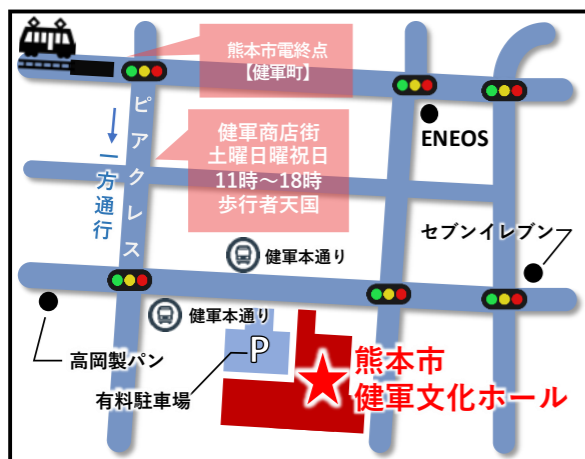 熊本市電終点
【健軍町】
ピアクレス
一方通行
健軍商店街
土曜日曜祝日
11時～18時
歩行者天国
ENEOS
セブンイレブン
健軍本通り
健軍本通り
高岡製パン
P
有料駐車場
熊本市
健軍文化ホール